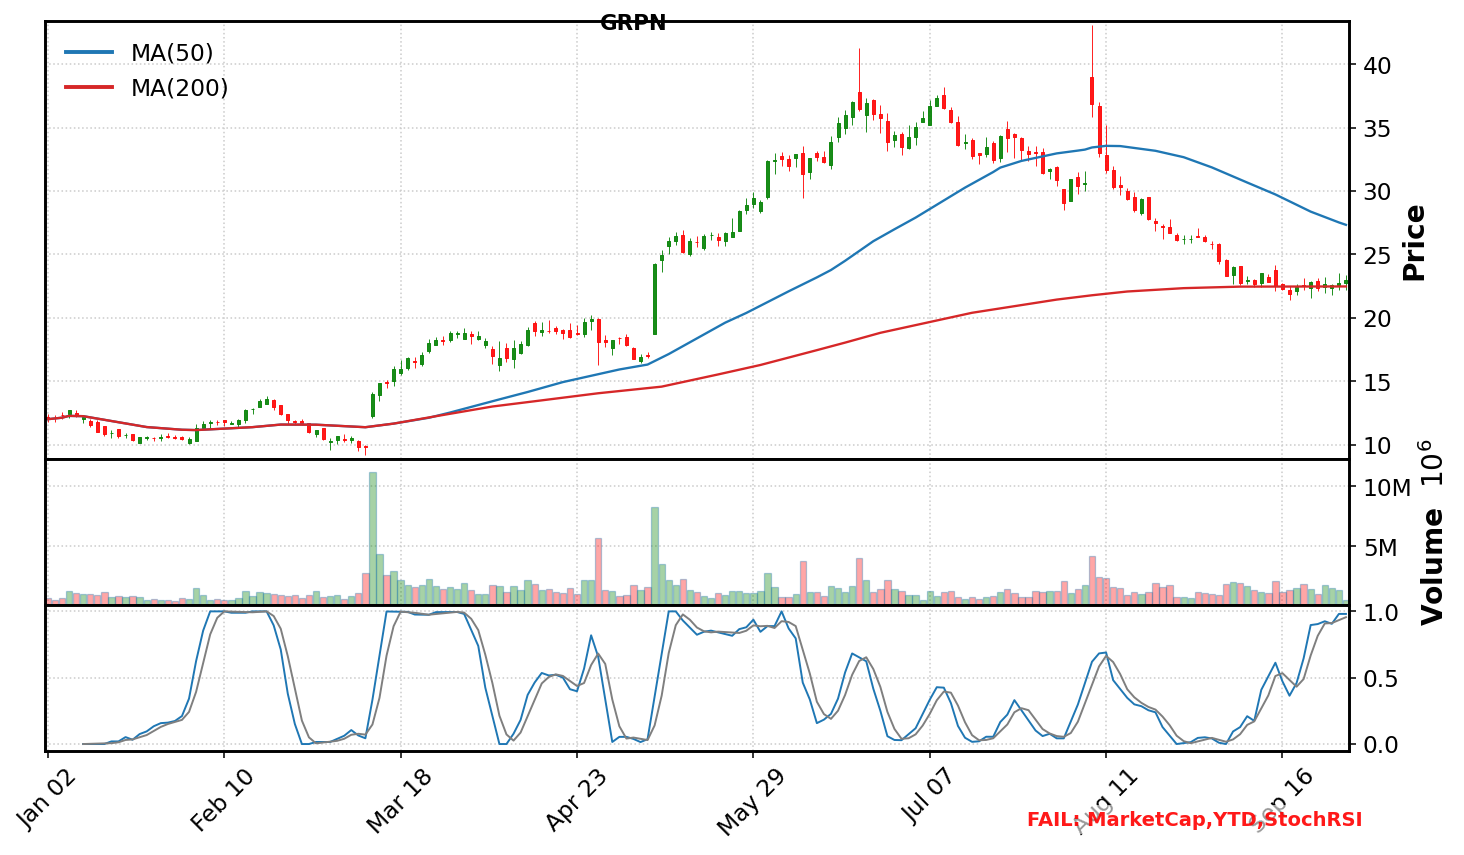 GRPN
MA(50)
MA(200)
40
35
30
25
20
15
10
Price
10M
5M
Volume 10^6
1.0
0.5
0.0
Jan 02
Feb 10
Mar 18
Apr 23
May 29
Jul 07
Aug 11
Sep 16
FAIL: MarketCap,YTD,StochRSI